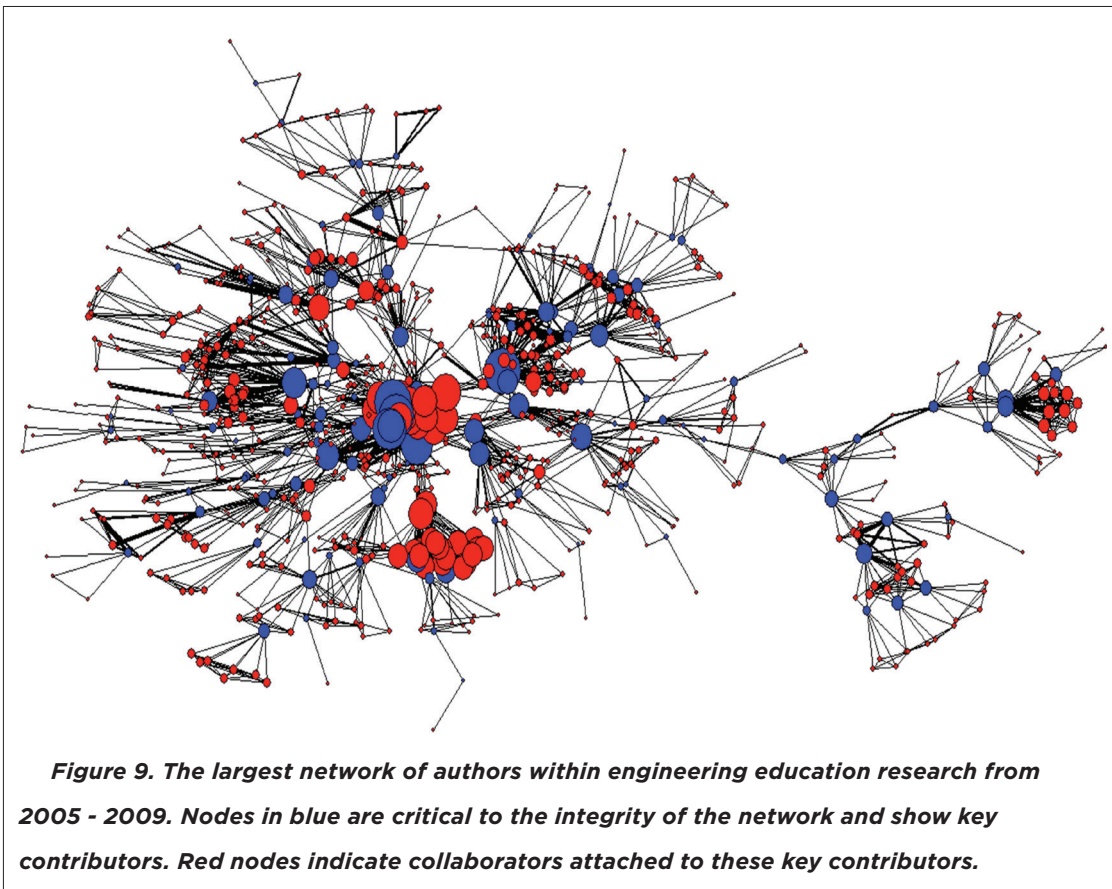 Figure 9. The largest network of authors within engineering education research from
2005 - 2009. Nodes in blue are critical to the integrity of the network and show key
contributors. Red nodes indicate collaborators attached to these key contributors.